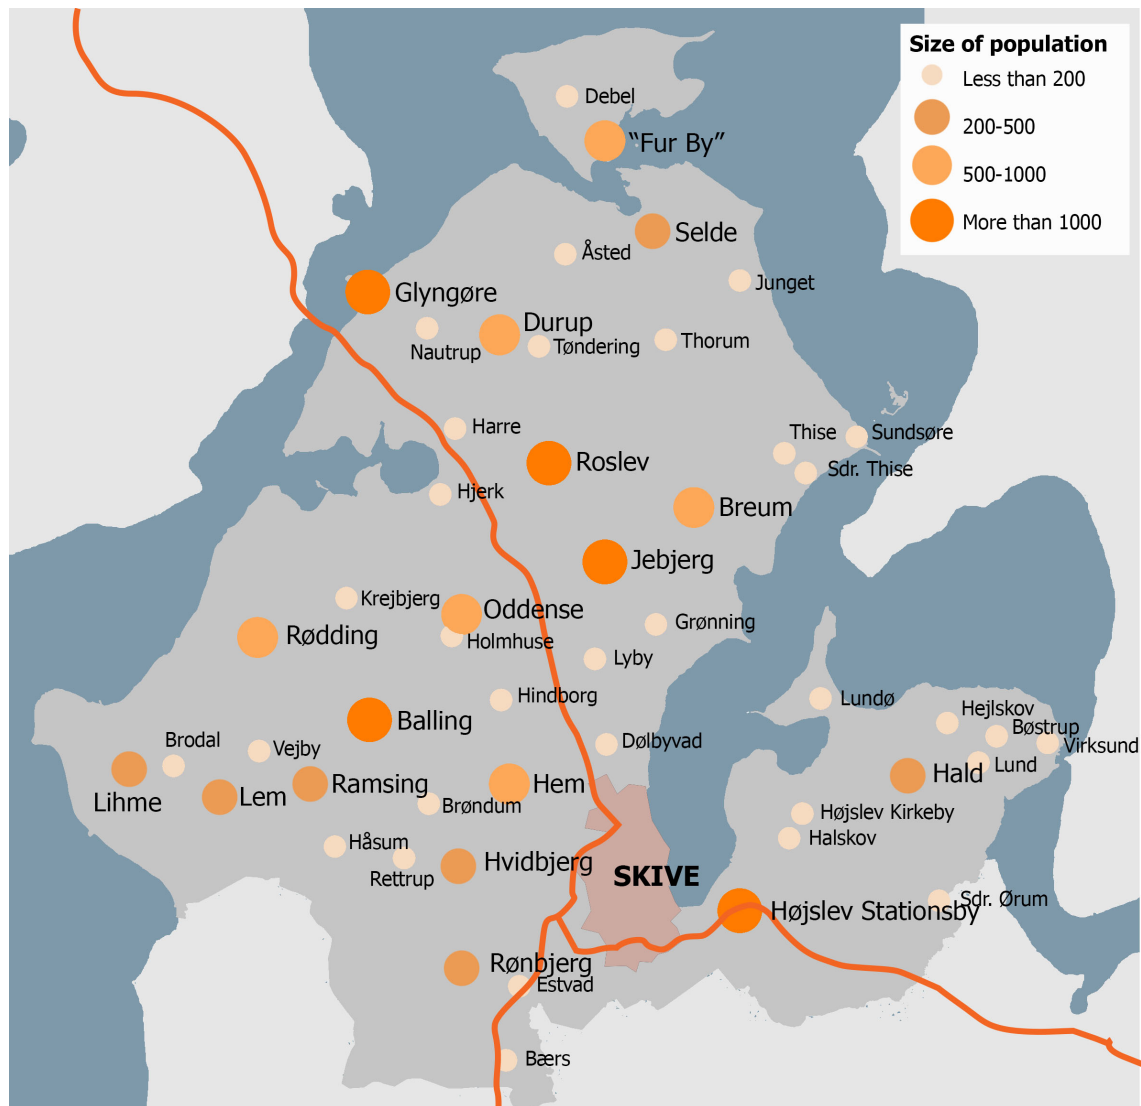 Size of population
Less than 200
200-500
500-1000
More than 1000
Debel
“Fur By”
Selde
Åsted
Junget
Glyngøre
Durup
Nautrup
Tøndering
Thorum
Harre
Thise
Sundsøre
Roslev
Sdr. Thise
Hjerk
Breum
Jebjerg
Krejbjerg
Oddense
Grønning
Rødding
Holmhuse
Lyby
Hindborg
Lundø
Hejlskov
Balling
Bøstrup
Brodal
Vejby
Dølbyvad
Virksund
Lund
Hald
Lihme
Lem
Ramsing
Hem
Brøndum
Højslev Kirkeby
Halskov
Håsum
Rettrup
Hvidbjerg
SKIVE
Sdr. Ørum
Højslev Stationsby
Rønbjerg
Estvad
Bærs